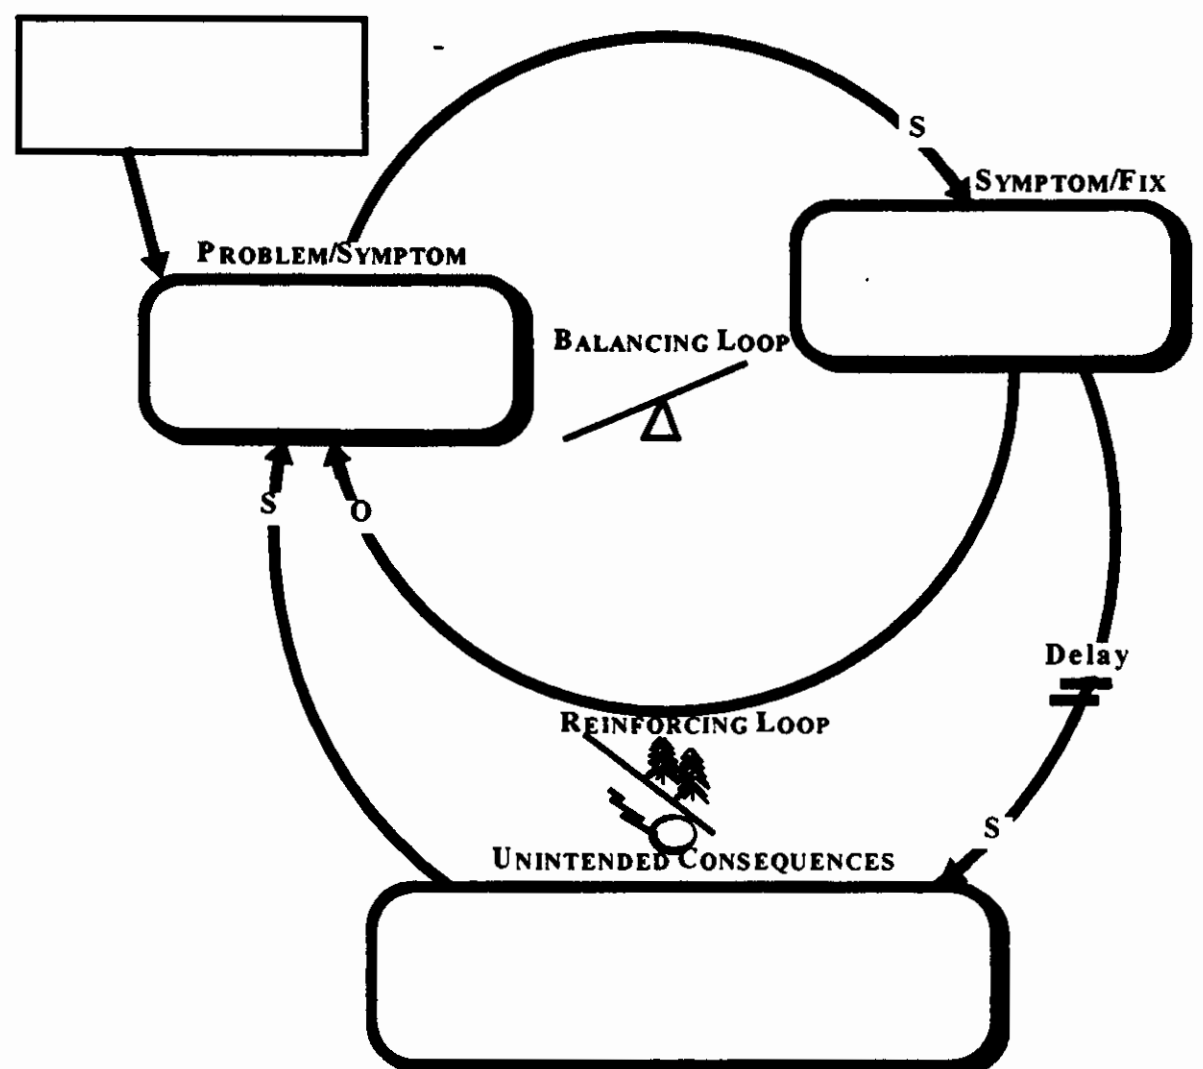 S
SYMPTOM/FIX
PROBLEM/SYMPTOM
BALANCING LOOP
S
O
Delay
REINFORCING LOOP
S
UNINTENDED CONSEQUENCES